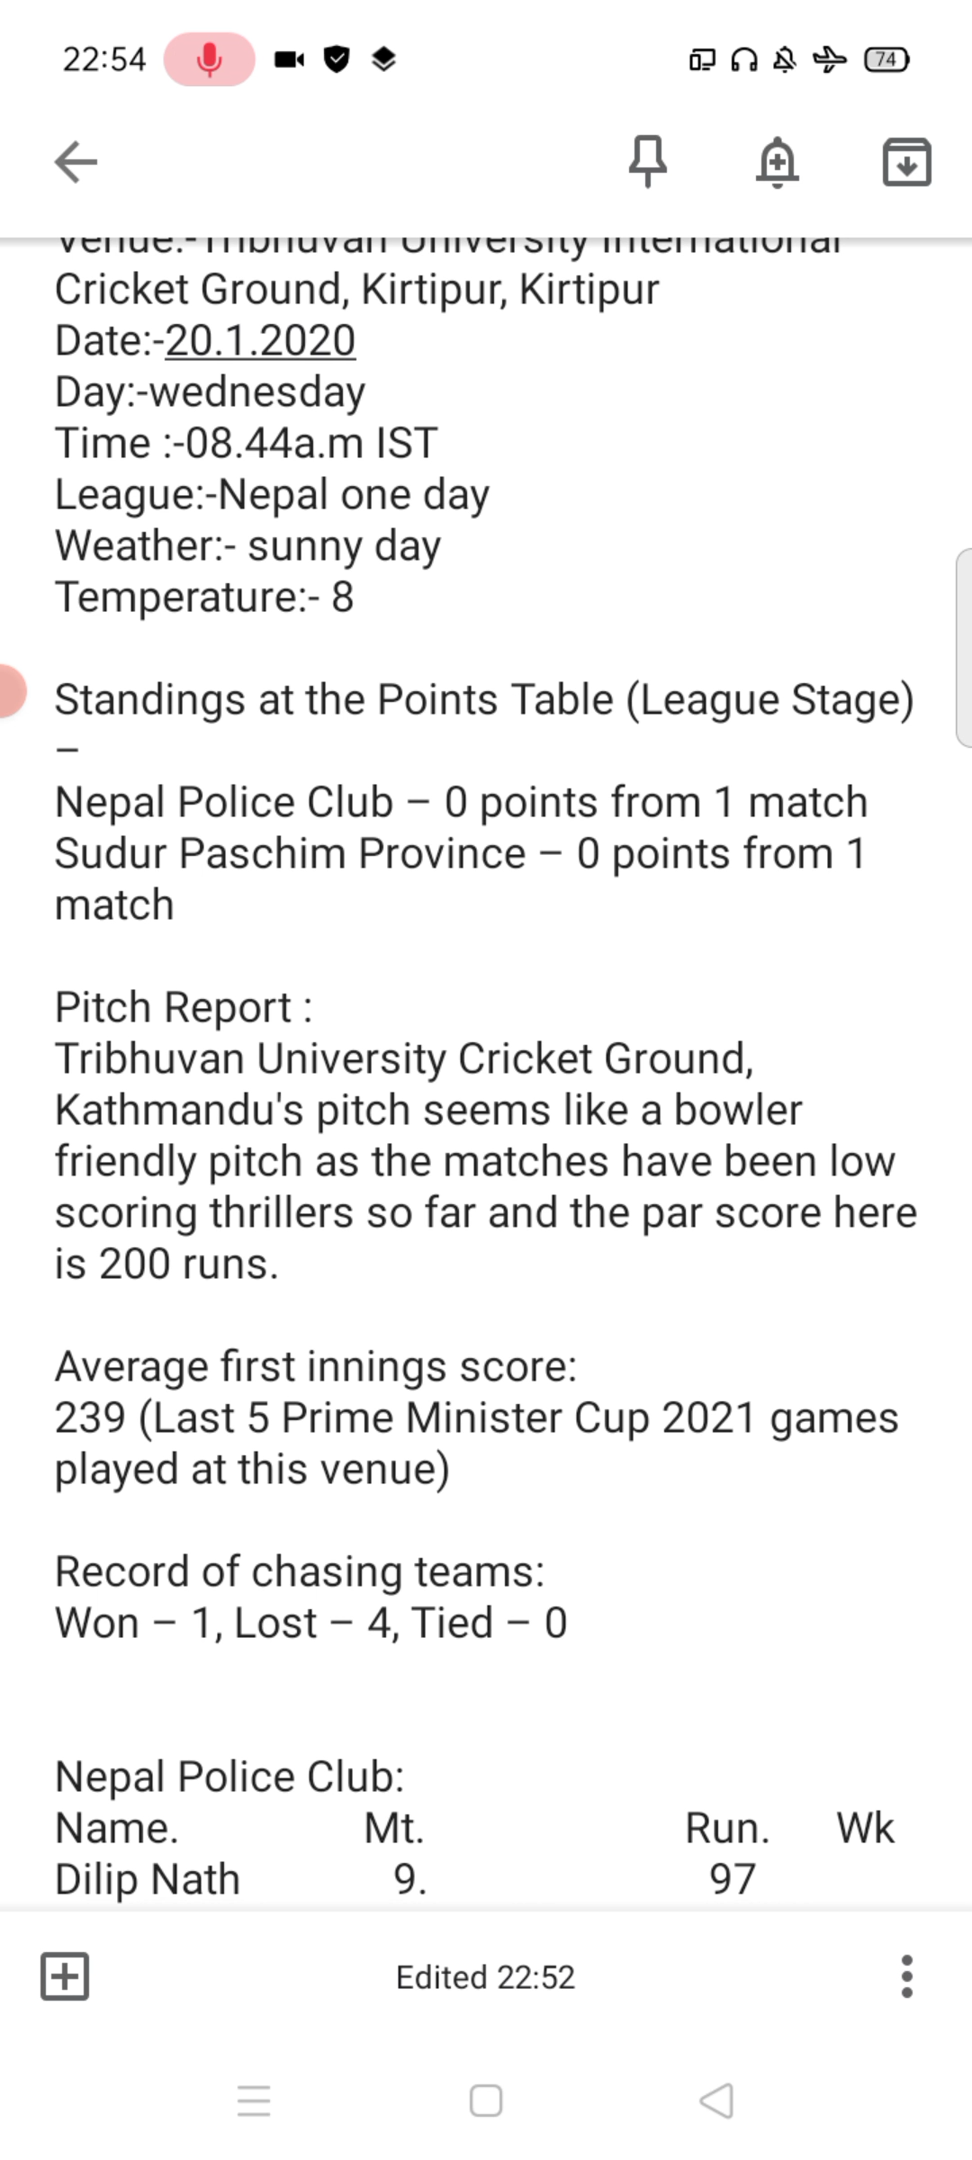 22:54
74
Venue:-Tribhuvan University International
Cricket Ground, Kirtipur, Kirtipur
Date:-20.1.2020
Day:-wednesday
Time :-08.44a.m IST
League:-Nepal one day
Weather:- sunny day
Temperature:- 8
Standings at the Points Table (League Stage)
–
Nepal Police Club – 0 points from 1 match
Sudur Paschim Province – 0 points from 1
match
Pitch Report :
Tribhuvan University Cricket Ground,
Kathmandu's pitch seems like a bowler
friendly pitch as the matches have been low
scoring thrillers so far and the par score here
is 200 runs.
Average first innings score:
239 (Last 5 Prime Minister Cup 2021 games
played at this venue)
Record of chasing teams:
Won – 1, Lost – 4, Tied – 0
Nepal Police Club:
Name. Mt. Run. Wk
Dilip Nath 9. 97
Edited 22:52